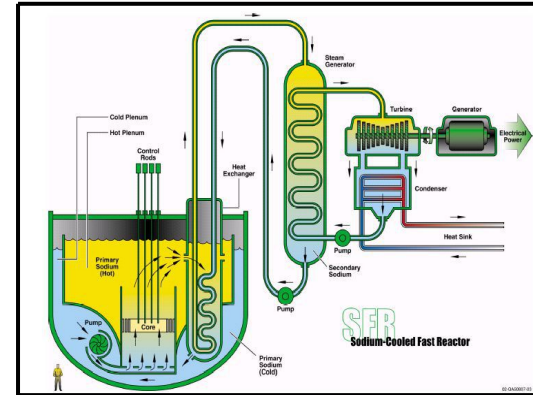 Steam
Generator
Turbine
Generator
Electrical
Power
Cold Plenum
Hot Plenum
Control
Rods
Heat
Exchanger
Condenser
Heat Sink
Primary
Sodium
(Hot)
Pump
Secondary
Sodium
Pump
Pump
Core
Primary
Sodium
(Cold)
SFR
Sodium-Cooled Fast Reactor